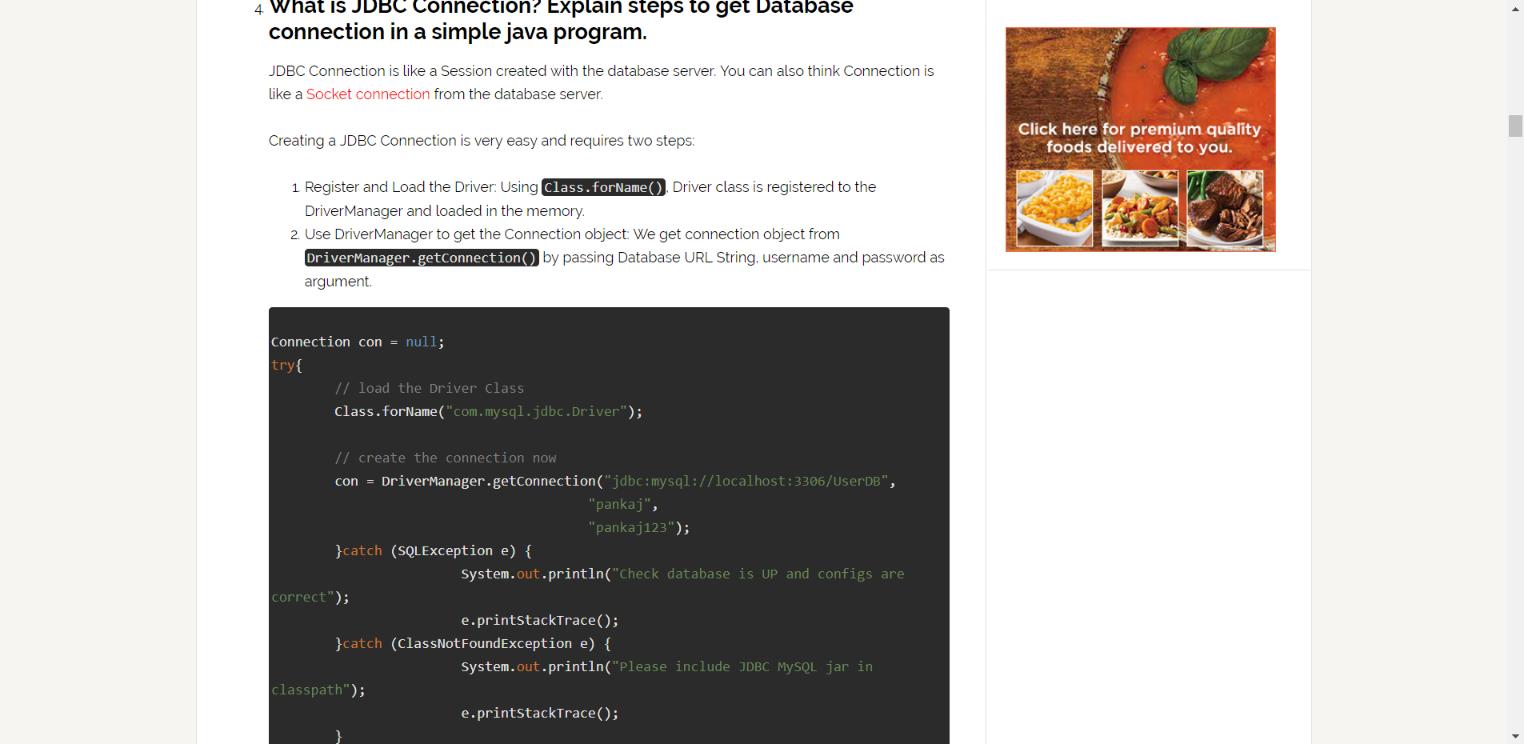 4. What is JDBC Connection? Explain steps to get Database
connection in a simple java program.
JDBC Connection is like a Session created with the database server. You can also think Connection is
like a Socket connection from the database server.
Creating a JDBC Connection is very easy and requires two steps:
1. Register and Load the Driver: Using Class.forName(), Driver class is registered to the
DriverManager and loaded in the memory.
2. Use DriverManager to get the Connection object: We get connection object from
DriverManager.getConnection() by passing Database URL String, username and password as
argument.
Connection con = null;
try{
// load the Driver Class
Class.forName("com.mysql.jdbc.Driver");
// create the connection now
con = DriverManager.getConnection("jdbc:mysql://localhost:3306/UserDB",
"pankaj",
"pankaj123");
}catch (SQLException e) {
System.out.println("Check database is UP and configs are
correct");
e.printStackTrace();
}catch (ClassNotFoundException e) {
System.out.println("Please include JDBC MySQL jar in
classpath");
e.printStackTrace();
}
Click here for premium quality
foods delivered to you.